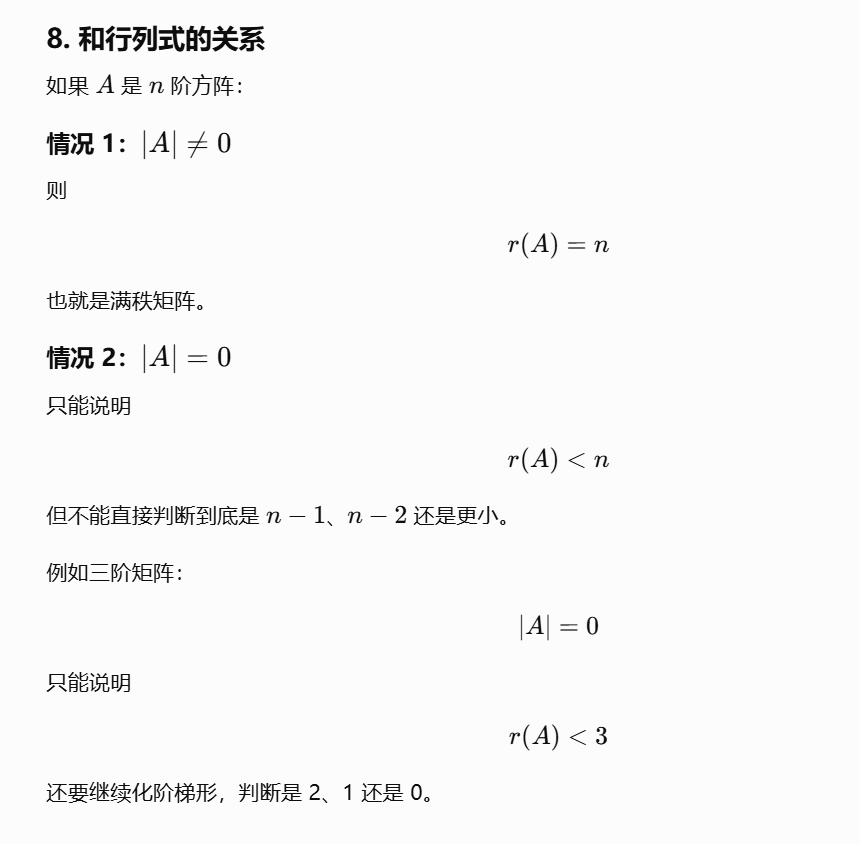 8. 和行列式的关系
如果 A 是 n 阶方阵：
情况 1：|A| ≠ 0
则
r(A) = n
也就是满秩矩阵。
情况 2：|A| = 0
只能说明
r(A) < n
但不能直接判断到底是 n − 1、n − 2 还是更小。
例如三阶矩阵：
|A| = 0
只能说明
r(A) < 3
还要继续化阶梯形，判断是 2、1 还是 0。